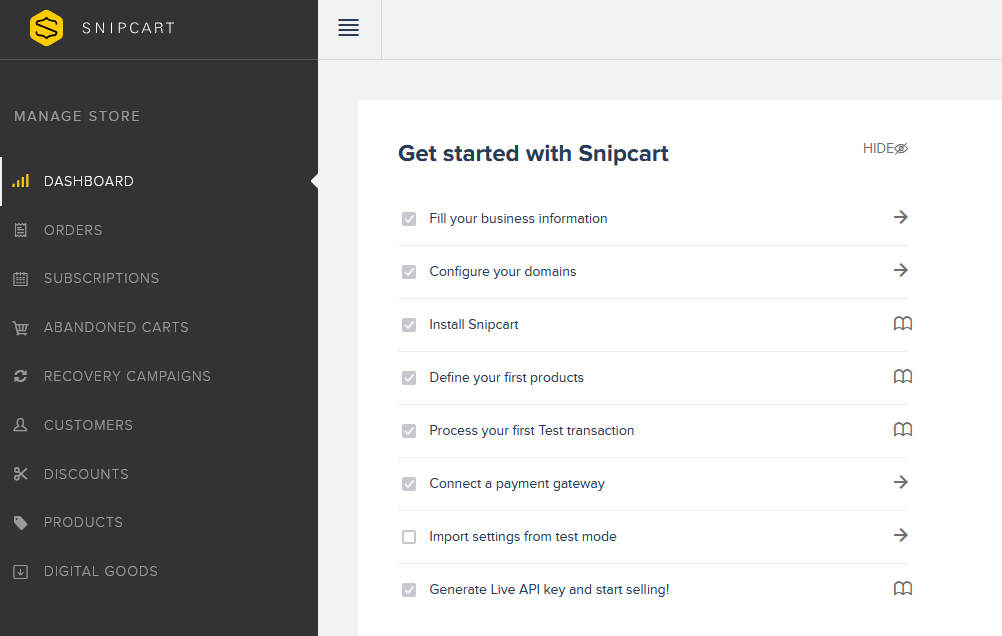 SNIPCART
MANAGE STORE
DASHBOARD
ORDERS
SUBSCRIPTIONS
ABANDONED CARTS
RECOVERY CAMPAIGNS
CUSTOMERS
DISCOUNTS
PRODUCTS
DIGITAL GOODS
Get started with Snipcart
HIDE
Fill your business information
Configure your domains
Install Snipcart
Define your first products
Process your first Test transaction
Connect a payment gateway
Import settings from test mode
Generate Live API key and start selling!